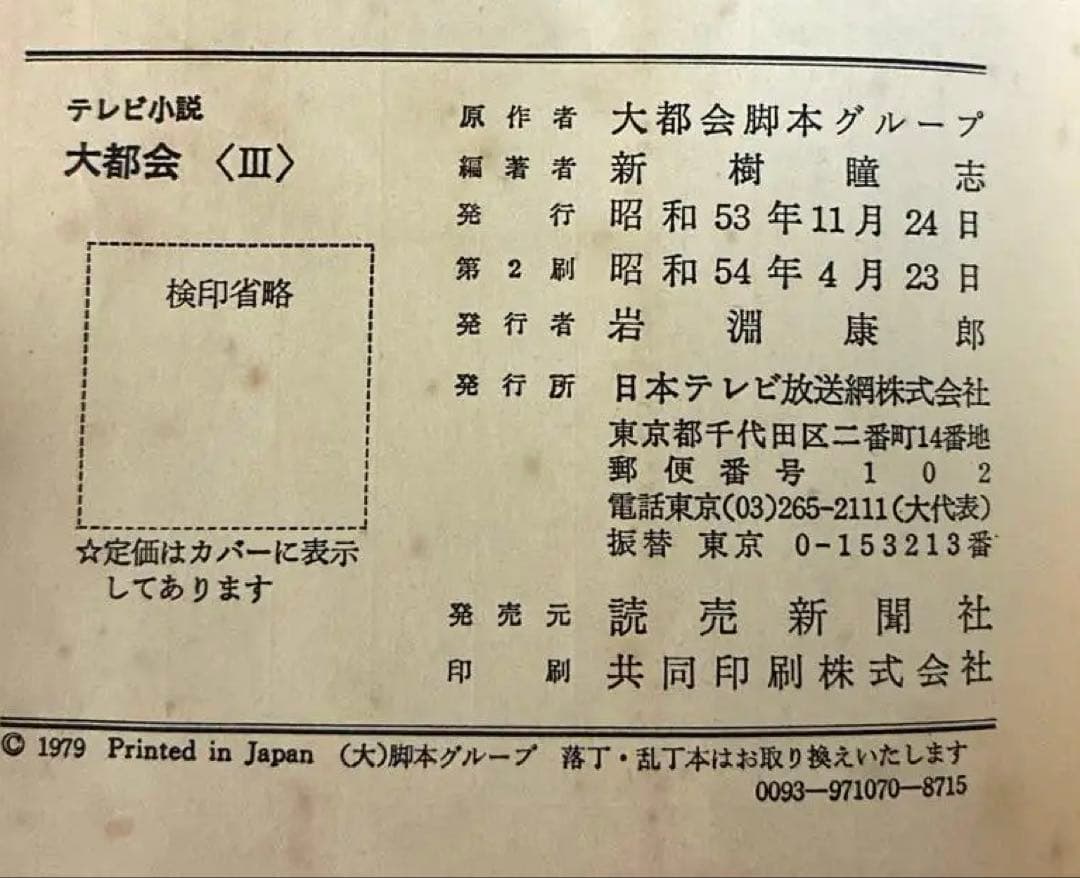 テレビ小説
大都会〈III〉
検印省略
☆定価はカバーに表示
してあります
原作者 大都会脚本グループ
編著者 新樹瞳志
発行 昭和53年11月24日
第2刷 昭和54年4月23日
発行者 岩淵康郎
発行所 日本テレビ放送網株式会社
東京都千代田区二番町14番地
郵便番号 102
電話東京(03)265-2111(大代表)
振替 東京 0-153213番
発売元 読売新聞社
印刷 共同印刷株式会社
© 1979 Printed in Japan (大)脚本グループ 落丁・乱丁本はお取り換えいたします
0093-971070-8715